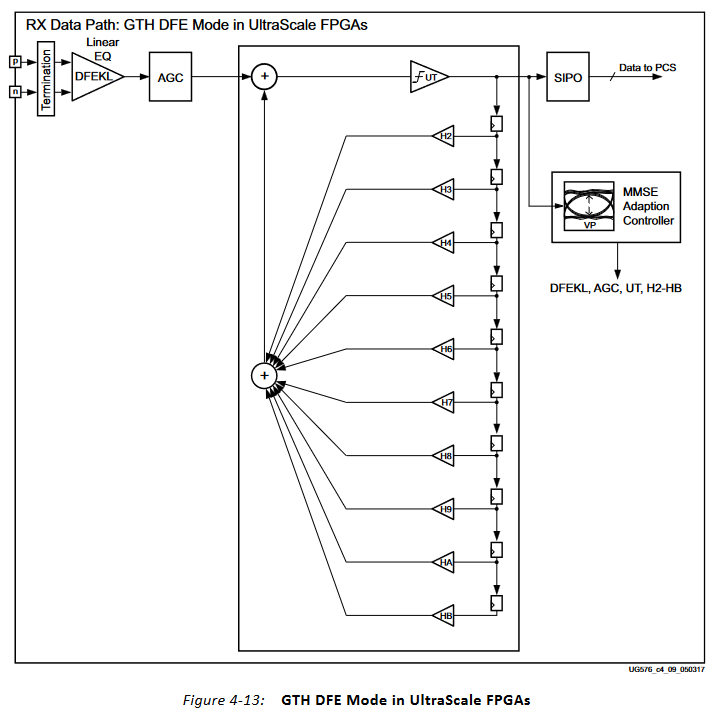 RX Data Path: GTH DFE Mode in UltraScale FPGAs
Linear
EQ
p
n
Termination
DFEKL
AGC
+
UT
SIPO
Data to PCS
H2
H3
H4
H5
H6
H7
H8
H9
HA
HB
+
VP
MMSE
Adaption
Controller
DFEKL, AGC, UT, H2-HB
UG576_c4_09_050317
Figure 4-13: GTH DFE Mode in UltraScale FPGAs